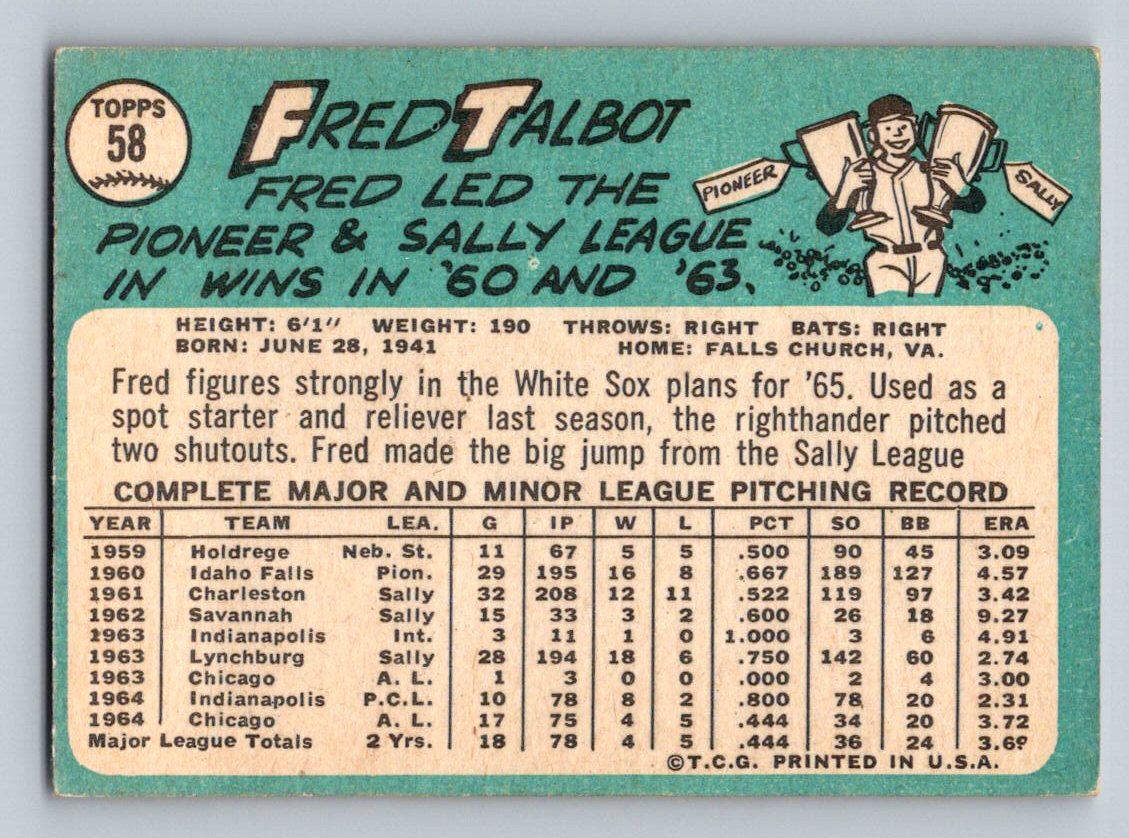 TOPPS
58
FRED TALBOT
FRED LED THE
PIONEER & SALLY LEAGUE
IN WINS IN '60 AND '63.
PIONEER
SALLY
HEIGHT: 6'1" WEIGHT: 190 THROWS: RIGHT BATS: RIGHT
BORN: JUNE 28, 1941 HOME: FALLS CHURCH, VA.
Fred figures strongly in the White Sox plans for '65. Used as a
spot starter and reliever last season, the righthander pitched
two shutouts. Fred made the big jump from the Sally League
COMPLETE MAJOR AND MINOR LEAGUE PITCHING RECORD
YEAR TEAM LEA. G IP W L PCT SO BB ERA
1959 Holdrege Neb. St. 11 67 5 5 .500 90 45 3.09
1960 Idaho Falls Pion. 29 195 16 8 .667 189 127 4.57
1961 Charleston Sally 32 208 12 11 .522 119 97 3.42
1962 Savannah Sally 15 33 3 2 .600 26 18 9.27
1963 Indianapolis Int. 3 11 1 0 1.000 3 6 4.91
1963 Lynchburg Sally 28 194 18 6 .750 142 60 2.74
1963 Chicago A. L. 1 3 0 0 .000 2 4 3.00
1964 Indianapolis P.C.L. 10 78 8 2 .800 78 20 2.31
1964 Chicago A. L. 17 75 4 5 .444 34 20 3.72
Major League Totals 2 Yrs. 18 78 4 5 .444 36 24 3.69
©T.C.G. PRINTED IN U.S.A.